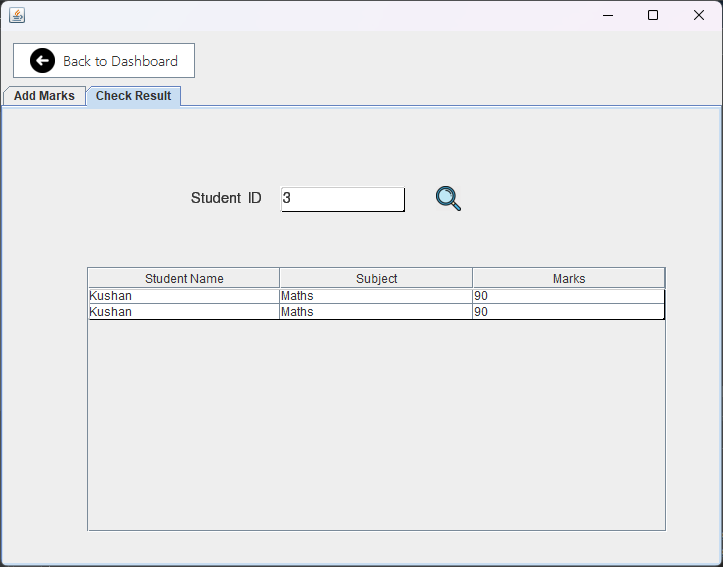 Back to Dashboard
Add Marks Check Result
Student ID 3
Student Name Subject Marks
Kushan Maths 90
Kushan Maths 90